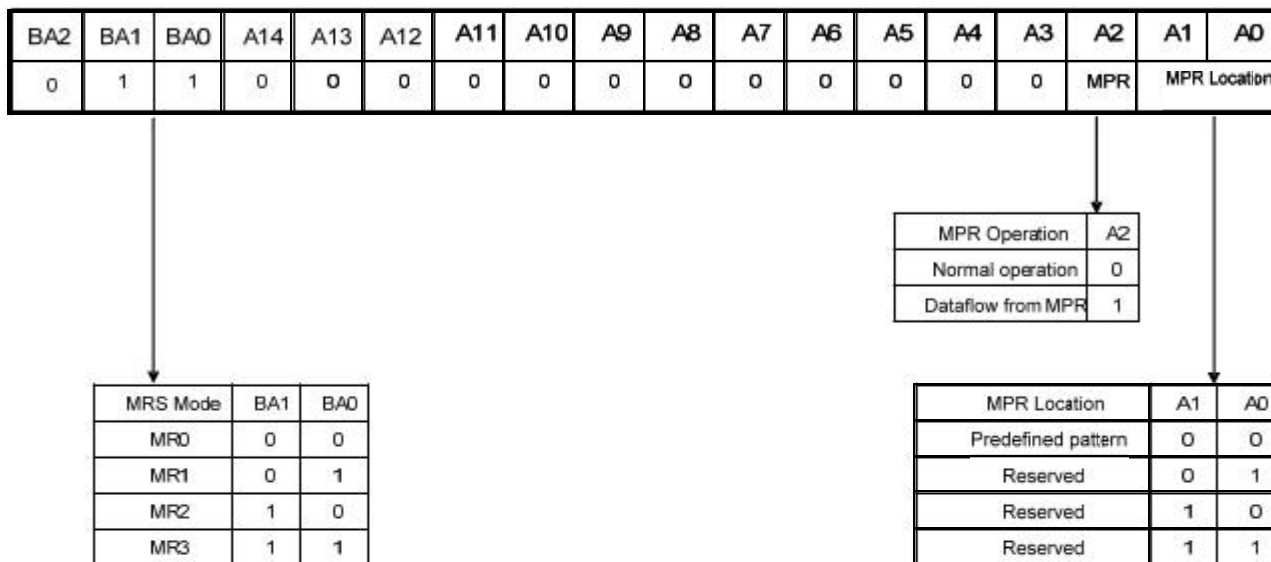 BA2 BA1 BA0 A14 A13 A12 A11 A10 A9 A8 A7 A6 A5 A4 A3 A2 A1 A0
0 1 1 0 0 0 0 0 0 0 0 0 0 0 0 MPR MPR Location
MPR Operation A2
Normal operation 0
Dataflow from MPR 1
MRS Mode BA1 BA0
MR0 0 0
MR1 0 1
MR2 1 0
MR3 1 1
MPR Location A1 A0
Predefined pattern 0 0
Reserved 0 1
Reserved 1 0
Reserved 1 1